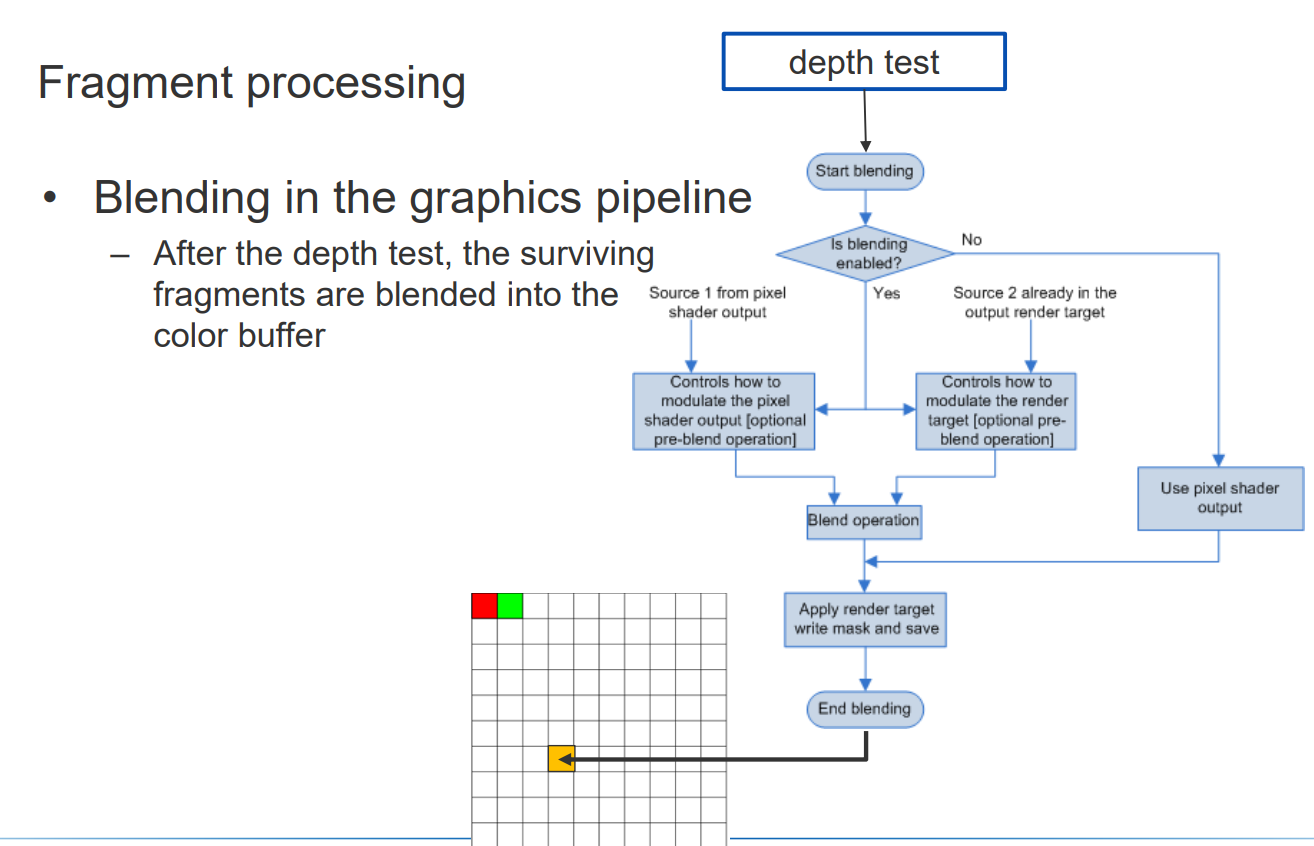 depth test
Fragment processing
• Blending in the graphics pipeline
– After the depth test, the surviving
fragments are blended into the
color buffer
Start blending
Is blending
enabled?
No
Yes
Source 1 from pixel
shader output
Source 2 already in the
output render target
Controls how to
modulate the pixel
shader output [optional
pre-blend operation]
Controls how to
modulate the render
target [optional pre-
blend operation]
Use pixel shader
output
Blend operation
Apply render target
write mask and save
End blending